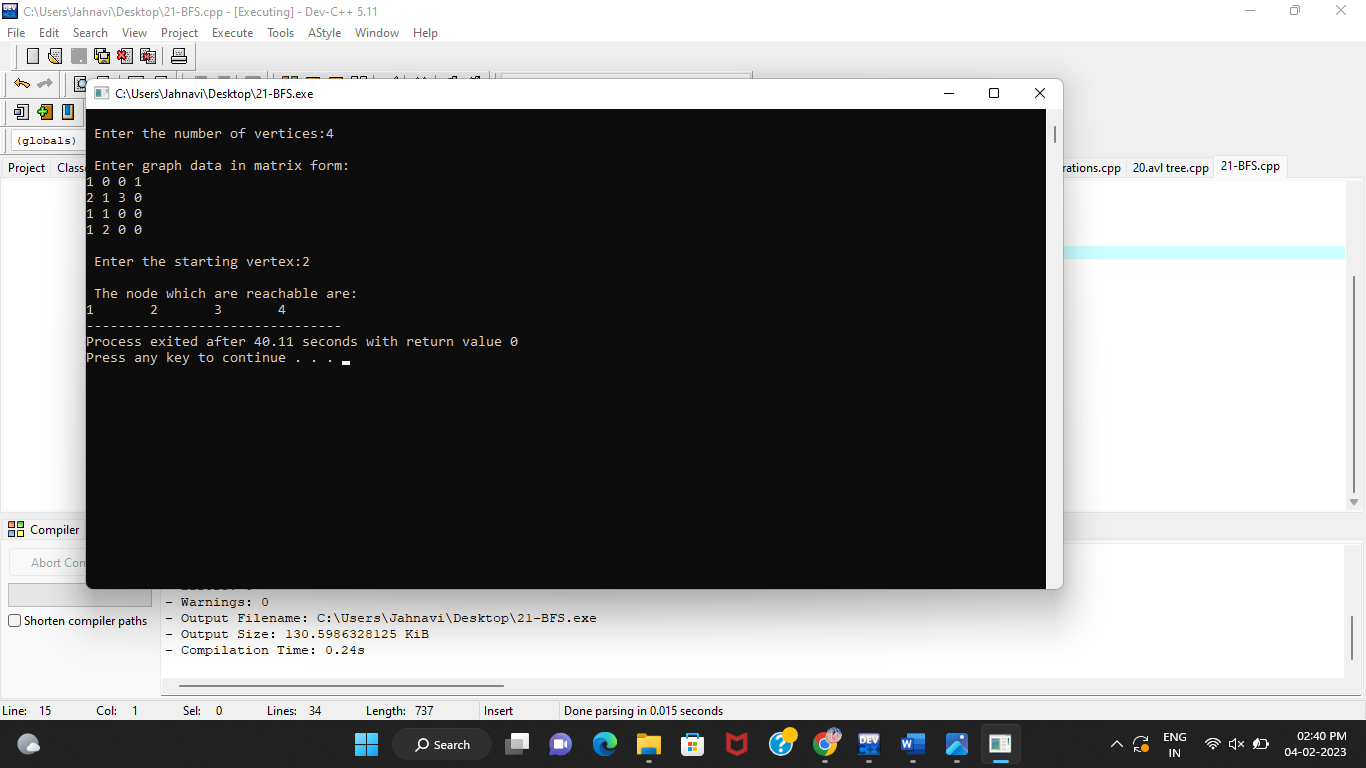 C:\Users\Jahnavi\Desktop\21-BFS.cpp - [Executing] - Dev-C++ 5.11
File Edit Search View Project Execute Tools AStyle Window Help
C:\Users\Jahnavi\Desktop\21-BFS.exe
(globals)
Project
20.avl tree.cpp 21-BFS.cpp
Enter the number of vertices:4
Enter graph data in matrix form:
1 0 0 1
2 1 3 0
1 1 0 0
1 2 0 0
Enter the starting vertex:2
The node which are reachable are:
1 2 3 4
--------------------------------
Process exited after 40.11 seconds with return value 0
Press any key to continue . . .
Compiler
Abort
Shorten compiler paths
- Warnings: 0
- Output Filename: C:\Users\Jahnavi\Desktop\21-BFS.exe
- Output Size: 130.5986328125 KiB
- Compilation Time: 0.24s
Line: 15 Col: 1 Sel: 0 Lines: 34 Length: 737 Insert Done parsing in 0.015 seconds
Search
DEV
W
ENG
IN
02:40 PM
04-02-2023